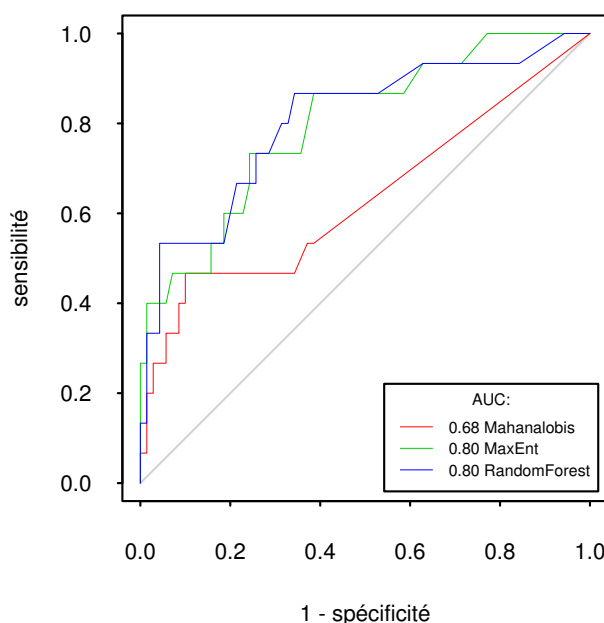 1.0
0.8
0.6
0.4
0.2
0.0
sensibilité
AUC:
0.68 Mahanalobis
0.80 MaxEnt
0.80 RandomForest
0.0 0.2 0.4 0.6 0.8 1.0
1 - spécificité